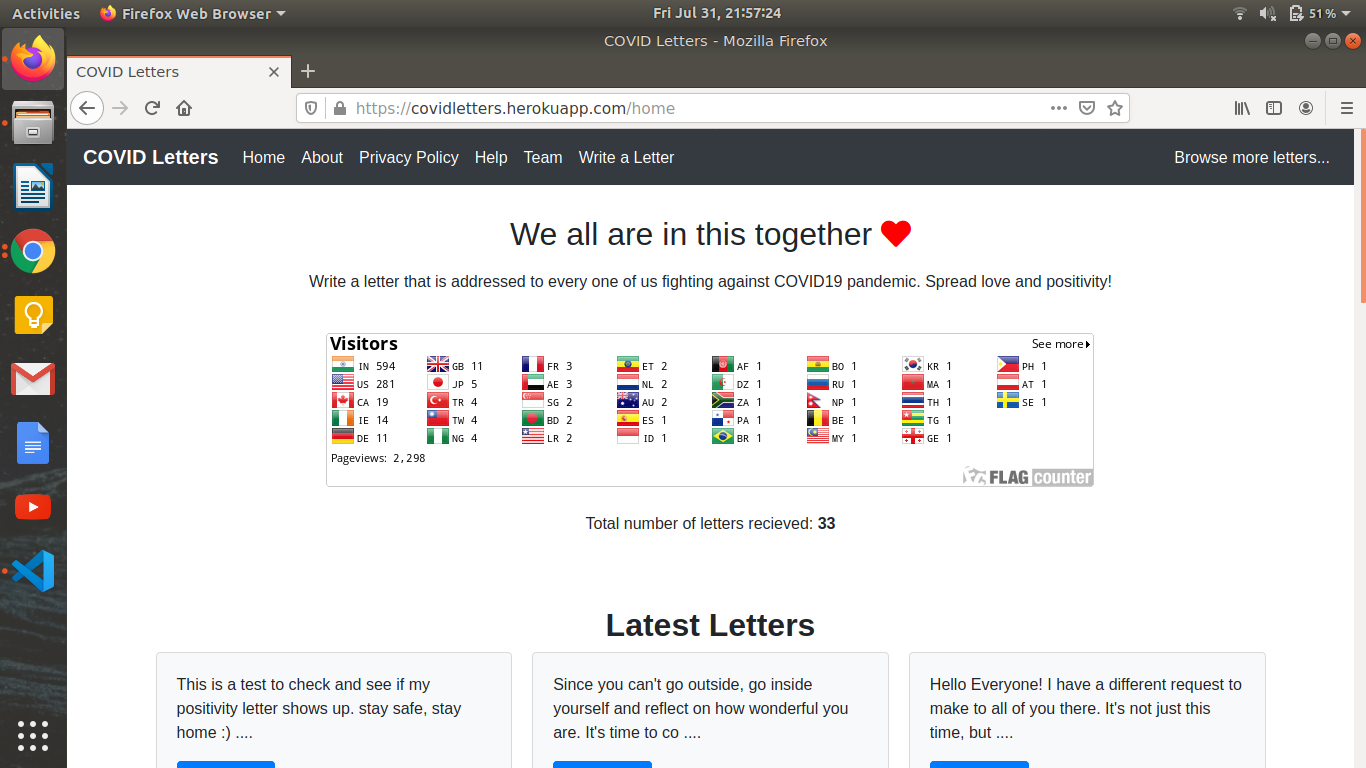 Activities Firefox Web Browser Fri Jul 31, 21:57:24 51%
COVID Letters - Mozilla Firefox
COVID Letters
https://covidletters.herokuapp.com/home
COVID Letters Home About Privacy Policy Help Team Write a Letter Browse more letters...
We all are in this together
Write a letter that is addressed to every one of us fighting against COVID19 pandemic. Spread love and positivity!
Visitors See more
IN 594 GB 11 FR 3 ET 2 AF 1 BO 1 KR 1 PH 1
US 281 JP 5 AE 3 NL 2 DZ 1 RU 1 MA 1 AT 1
CA 19 TR 4 SG 2 AU 2 ZA 1 NP 1 TH 1 SE 1
IE 14 TW 4 BD 2 ES 1 PA 1 BE 1 TG 1
DE 11 NG 4 LR 2 ID 1 BR 1 MY 1 GE 1
Pageviews: 2,298
FLAG counter
Total number of letters recieved: 33
Latest Letters
This is a test to check and see if my
positivity letter shows up. stay safe, stay
home :) ....
Since you can't go outside, go inside
yourself and reflect on how wonderful you
are. It's time to co ....
Hello Everyone! I have a different request to
make to all of you there. It's not just this
time, but ....